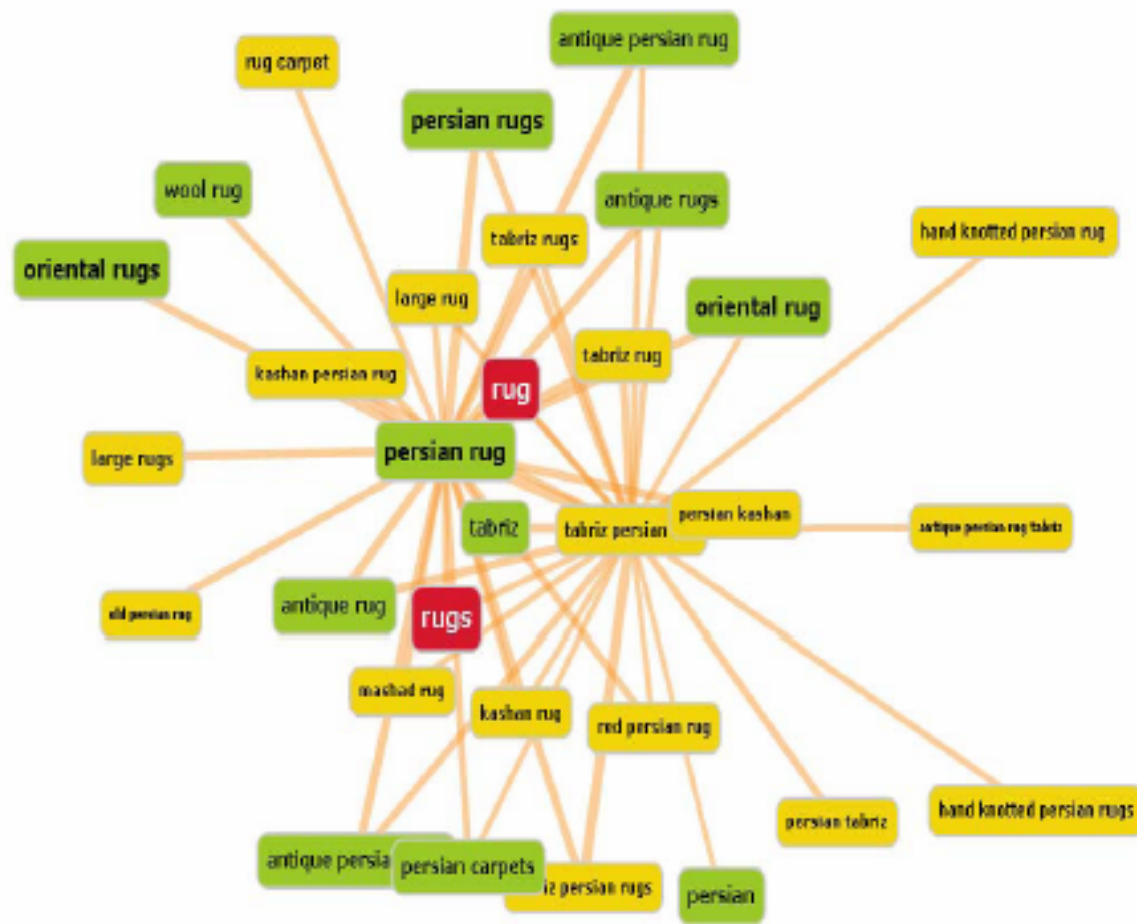 antique persian rug
rug carpet
persian rugs
wool rug
antique rugs
hand knotted persian rug
tabriz rugs
oriental rugs
large rug
oriental rug
tabriz rug
kashan persian rug
rug
persian rug
large rugs
persian kashan
tabriz
tabriz persian
antique persian rug tabriz
antique rug
old persian rug
rugs
mashad rug
kashan rug
red persian rug
hand knotted persian rugs
persian tabriz
antique
persian carpets
persian rugs
persian